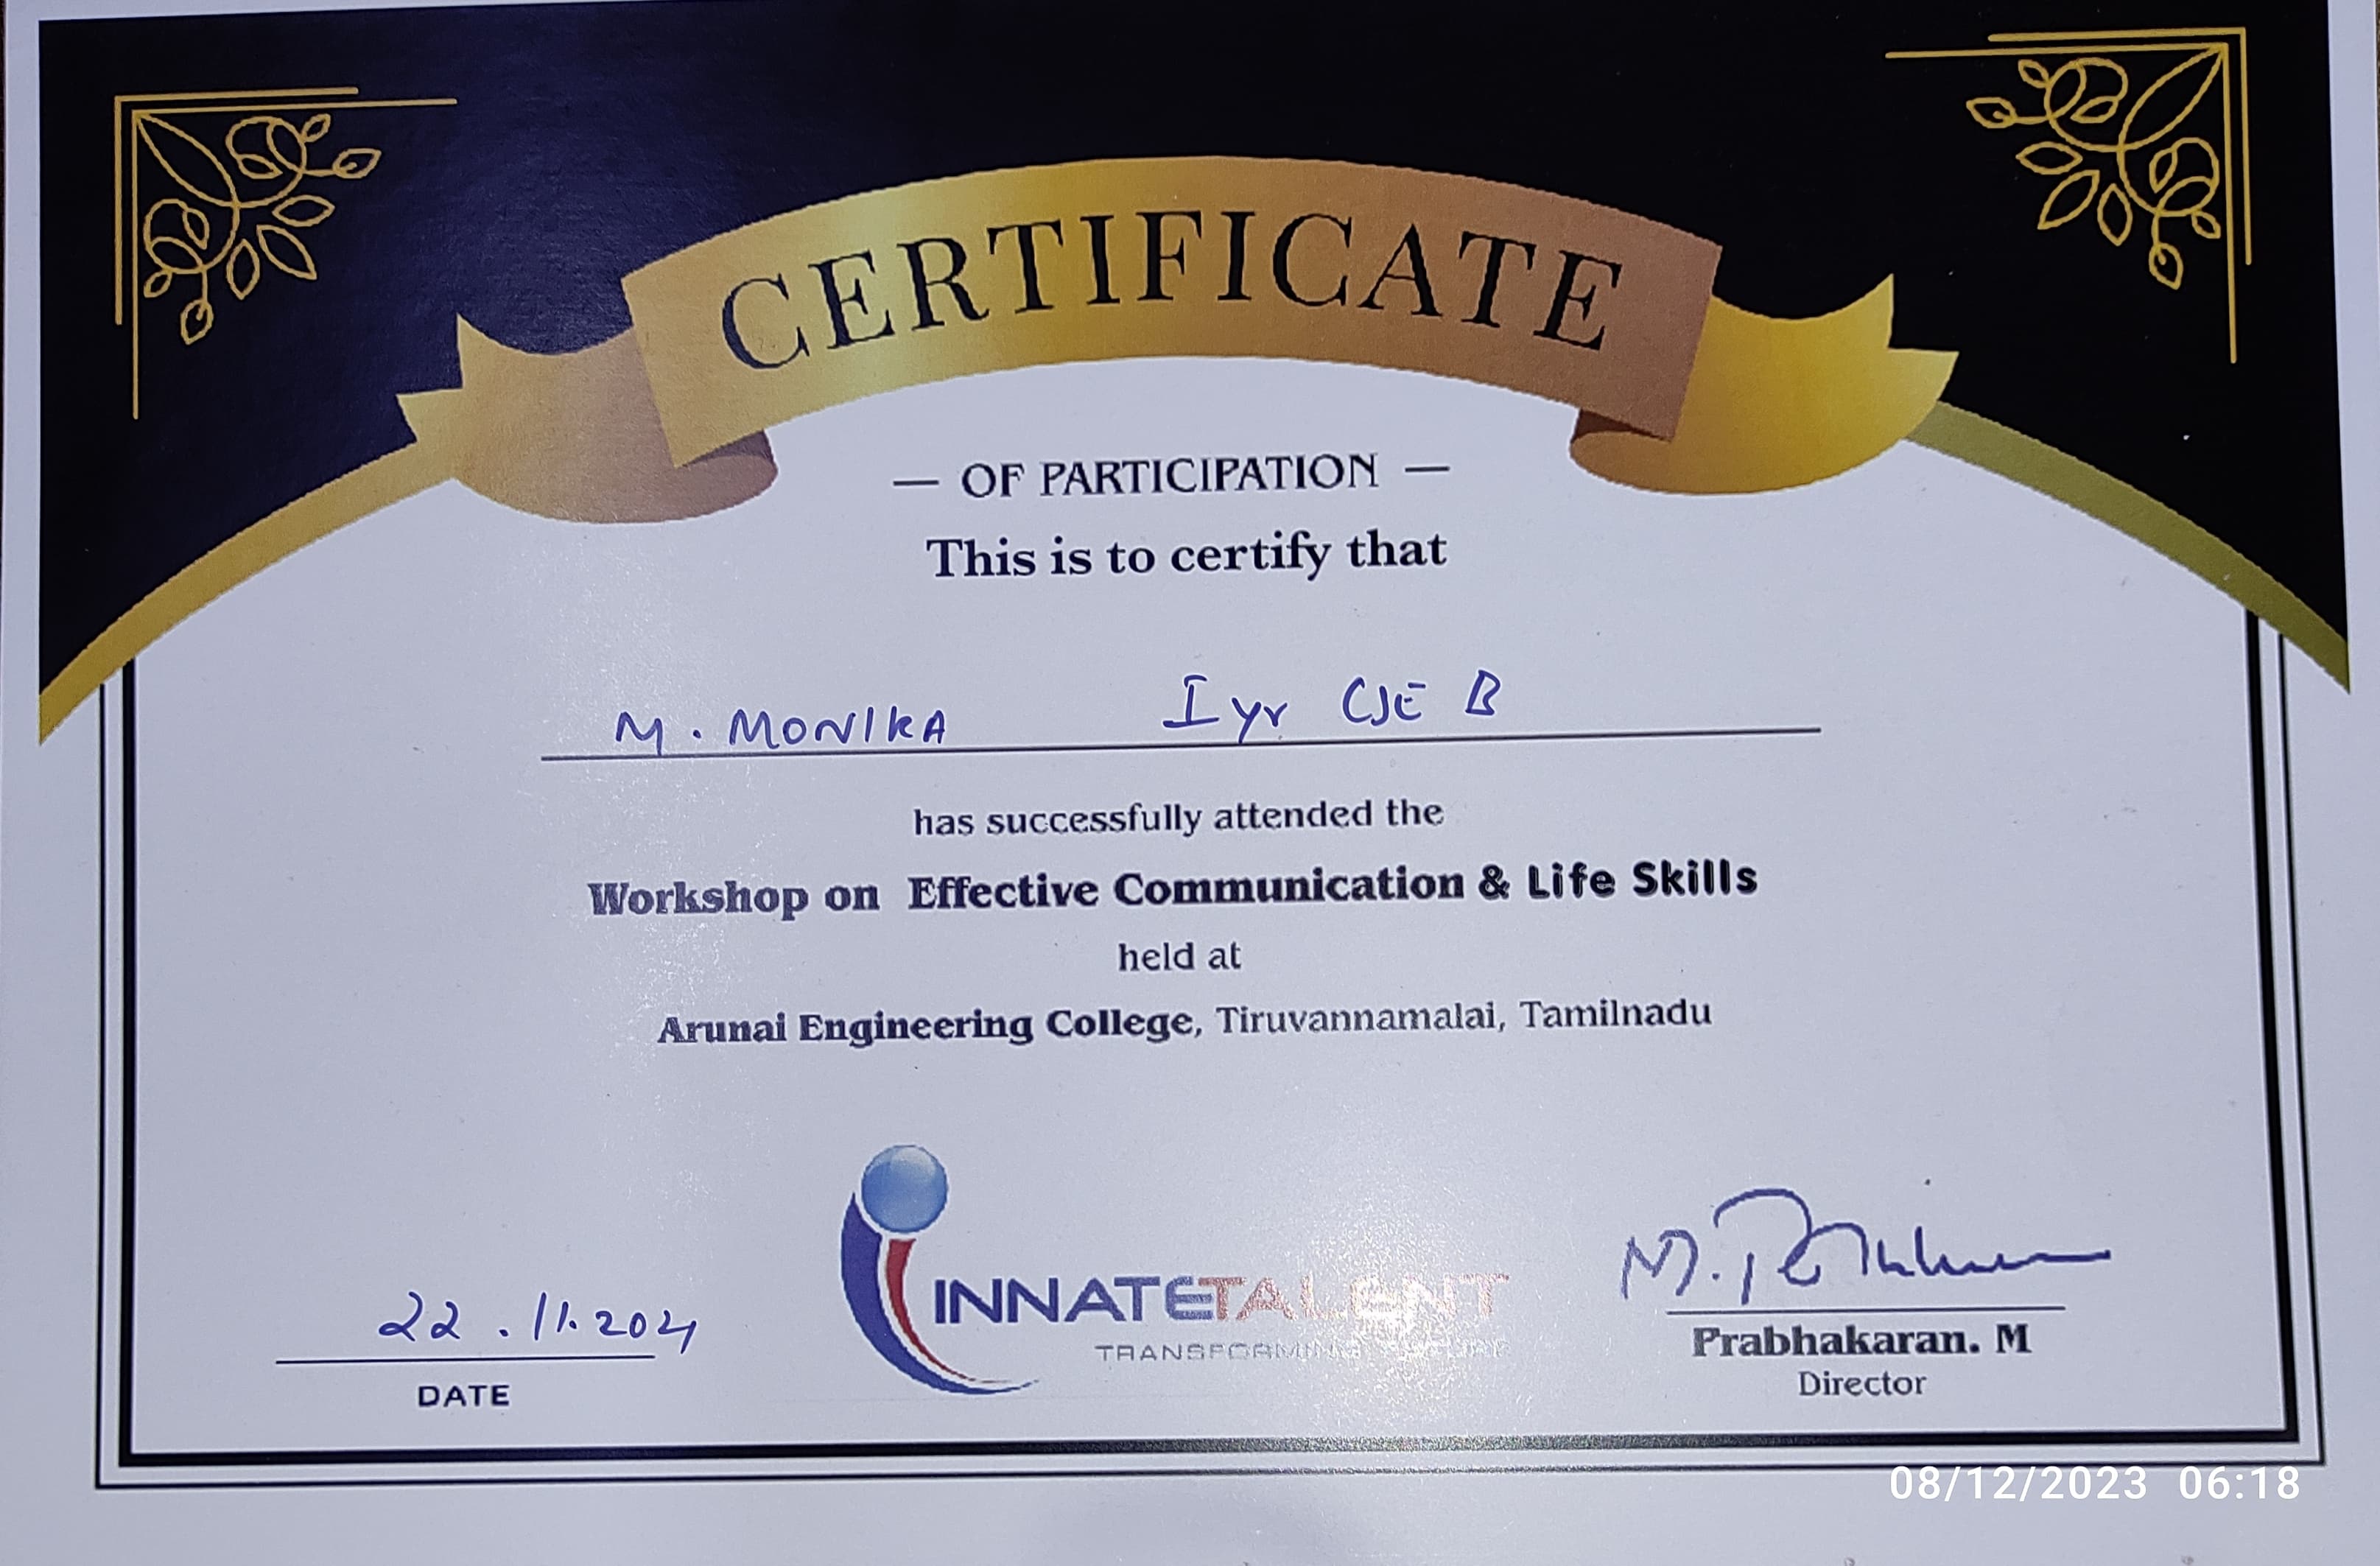 CERTIFICATE
— OF PARTICIPATION —
This is to certify that
M. MONIKA I yr CSE B
has successfully attended the
Workshop on Effective Communication & Life Skills
held at
Arunai Engineering College, Tiruvannamalai, Tamilnadu
INNATETALENT
TRANSFORMING
22.11.2021
DATE
Prabhakaran. M
Director
08/12/2023 06:18